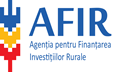 AFIR
Agenția pentru Finanțarea
Investițiilor Rurale